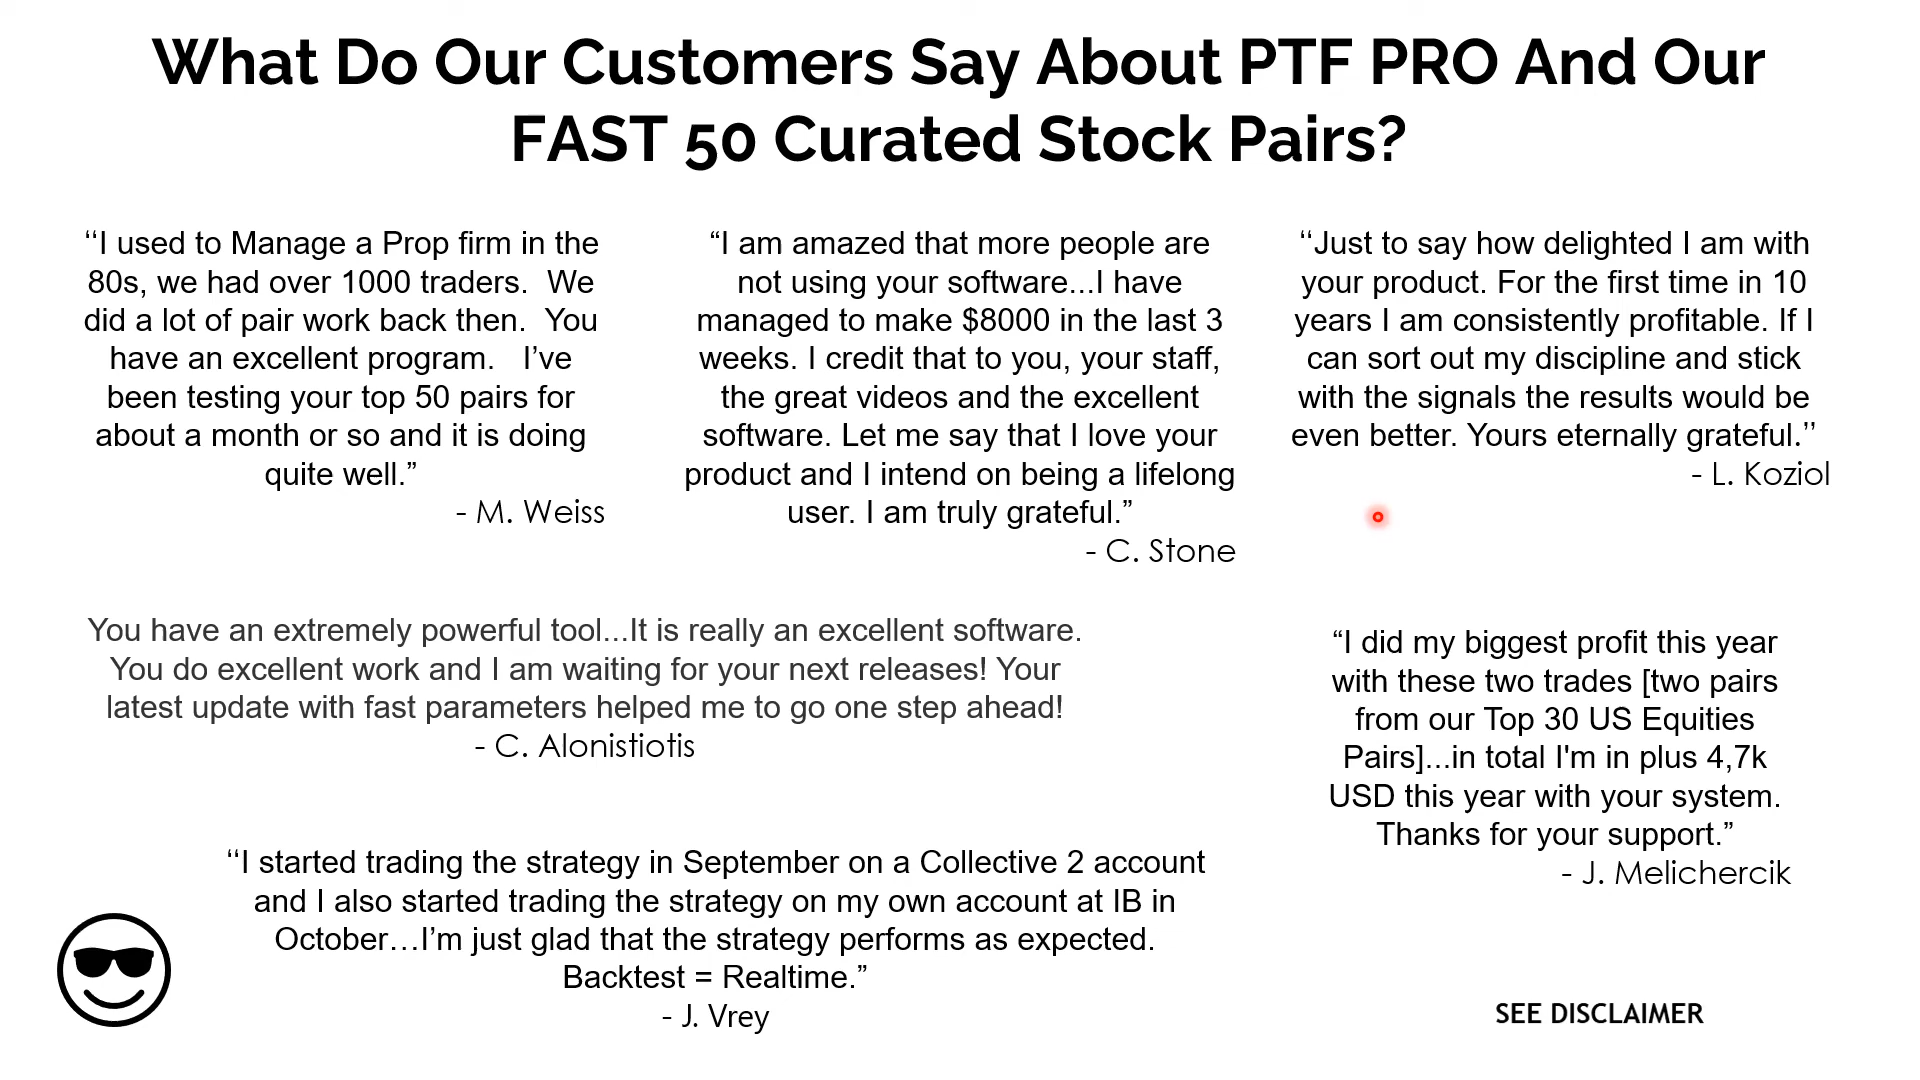 What Do Our Customers Say About PTF PRO And Our
FAST 50 Curated Stock Pairs?
‘‘I used to Manage a Prop firm in the
80s, we had over 1000 traders.  We
did a lot of pair work back then.  You
have an excellent program.   I’ve
been testing your top 50 pairs for
about a month or so and it is doing
quite well.”
- M. Weiss
“I am amazed that more people are
not using your software...I have
managed to make $8000 in the last 3
weeks. I credit that to you, your staff,
the great videos and the excellent
software. Let me say that I love your
product and I intend on being a lifelong
user. I am truly grateful.”
- C. Stone
‘‘Just to say how delighted I am with
your product. For the first time in 10
years I am consistently profitable. If I
can sort out my discipline and stick
with the signals the results would be
even better. Yours eternally grateful.’’
- L. Koziol
You have an extremely powerful tool...It is really an excellent software.
You do excellent work and I am waiting for your next releases! Your
latest update with fast parameters helped me to go one step ahead!
- C. Alonistiotis
“I did my biggest profit this year
with these two trades [two pairs
from our Top 30 US Equities
Pairs]...in total I'm in plus 4,7k
USD this year with your system.
Thanks for your support.”
- J. Melichercik
‘‘I started trading the strategy in September on a Collective 2 account
and I also started trading the strategy on my own account at IB in
October…I’m just glad that the strategy performs as expected.
Backtest = Realtime.”
- J. Vrey
SEE DISCLAIMER